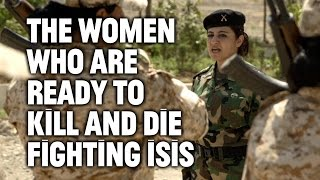 THE WOMEN
WHO ARE
READY TO
KILL AND DIE
FIGHTING ISIS